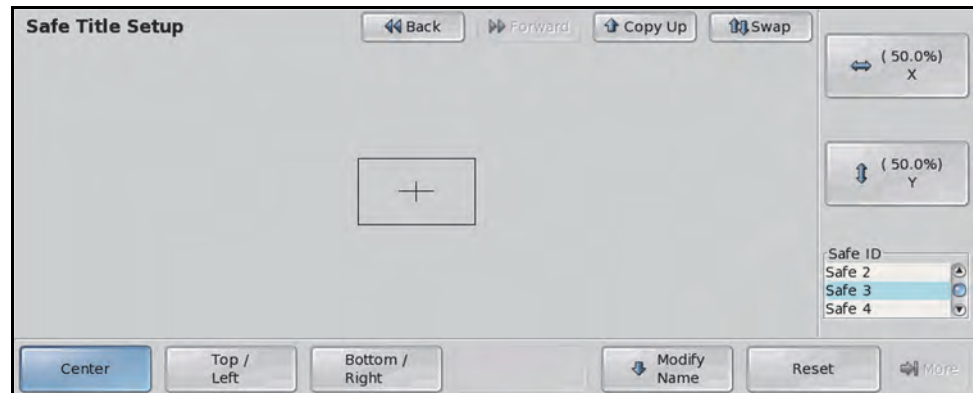 Safe Title Setup
Back
Forward
Copy Up
Swap
( 50.0%)
X
( 50.0%)
Y
Safe ID
Safe 2
Safe 3
Safe 4
Center
Top /
Left
Bottom /
Right
Modify
Name
Reset
More